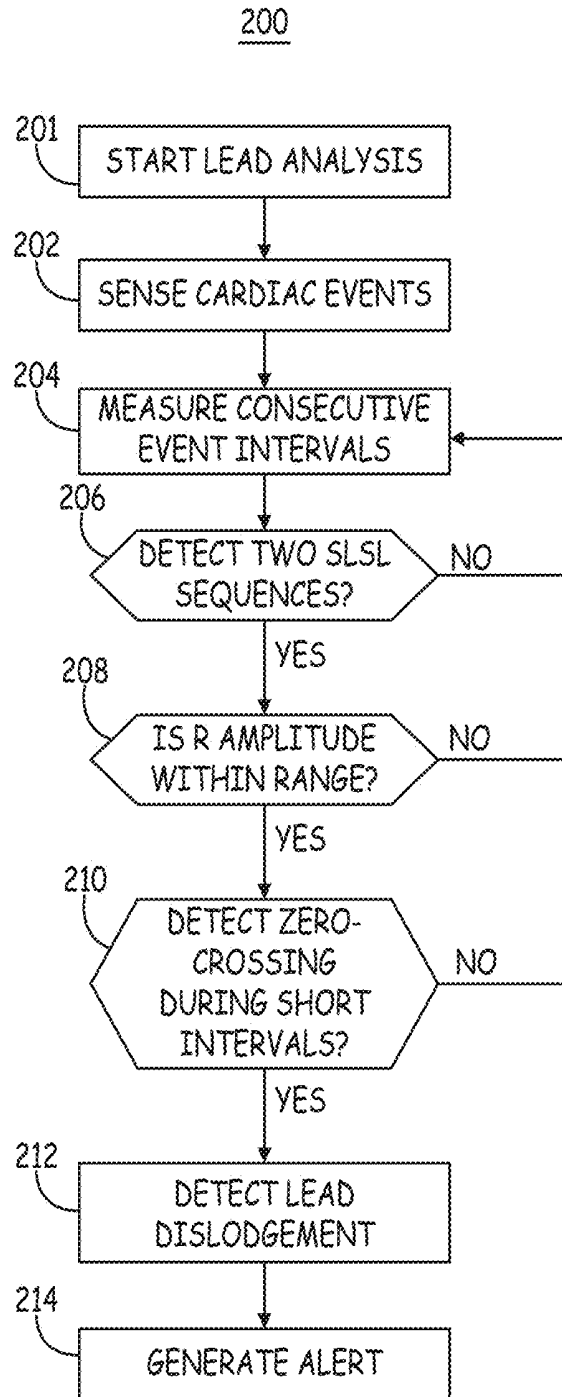 200
201
START LEAD ANALYSIS
202
SENSE CARDIAC EVENTS
204
MEASURE CONSECUTIVE
EVENT INTERVALS
206
DETECT TWO SLSL
SEQUENCES?
NO
YES
208
IS R AMPLITUDE
WITHIN RANGE?
NO
YES
210
DETECT ZERO-
CROSSING
DURING SHORT
INTERVALS?
NO
YES
212
DETECT LEAD
DISLODGEMENT
214
GENERATE ALERT